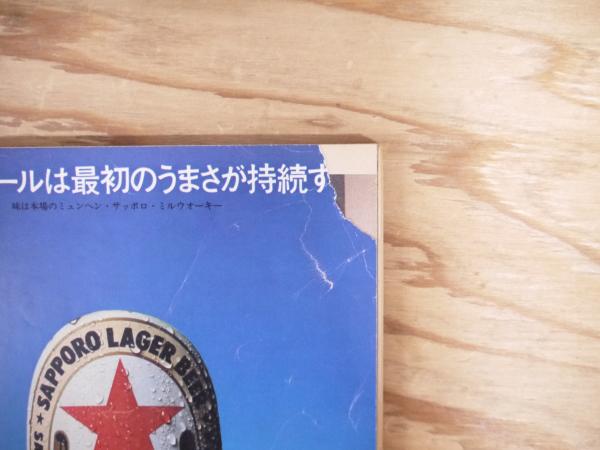 ールは最初のうまさが持続す
味は本場のミュンヘン・サッポロ・ミルウオーキー
★ SAPPORO LAGER BEER